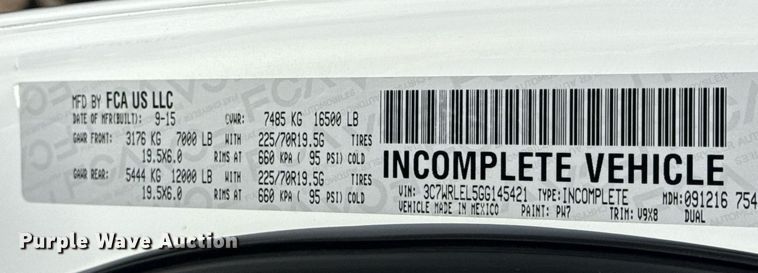 MFD BY FCA US LLC
DATE OF MFR(BUILT): 9-15 GVWR: 7485 KG 16500 LB
GAWR FRONT: 3176 KG 7000 LB WITH 225/70R19.5G TIRES
19.5X6.0 RIMS AT 660 KPA ( 95 PSI) COLD
GAWR REAR: 5444 KG 12000 LB WITH 225/70R19.5G TIRES
19.5X6.0 RIMS AT 660 KPA ( 95 PSI) COLD
INCOMPLETE VEHICLE
VIN: 3C7WRLEL5GG145421 TYPE:INCOMPLETE MDH:091216 754
VEHICLE MADE IN MEXICO PAINT: PW7 TRIM: V9X8 DUAL
Purple Wave Auction